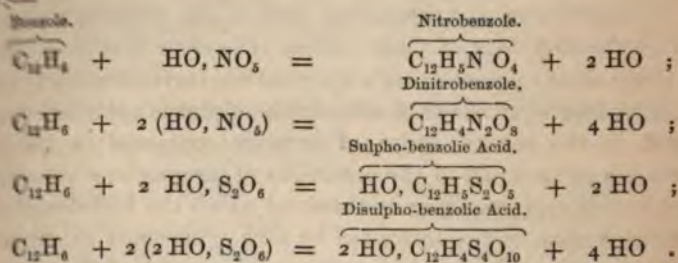 Benzole. Nitrobenzole.
C₁₂H₆ + HO, NO₅ = C₁₂H₅N O₄ + 2 HO ;
Dinitrobenzole.
C₁₂H₆ + 2 (HO, NO₅) = C₁₂H₄N₂O₈ + 4 HO ;
Sulpho-benzolic Acid.
C₁₂H₆ + 2 HO, S₂O₆ = HO, C₁₂H₅S₂O₅ + 2 HO ;
Disulpho-benzolic Acid.
C₁₂H₆ + 2 (2 HO, S₂O₆) = 2 HO, C₁₂H₄S₄O₁₀ + 4 HO .